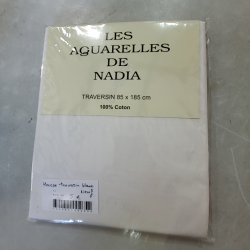 LES
AQUARELLES
DE
NADIA
TRAVERSIN 85 x 185 cm
100% Coton